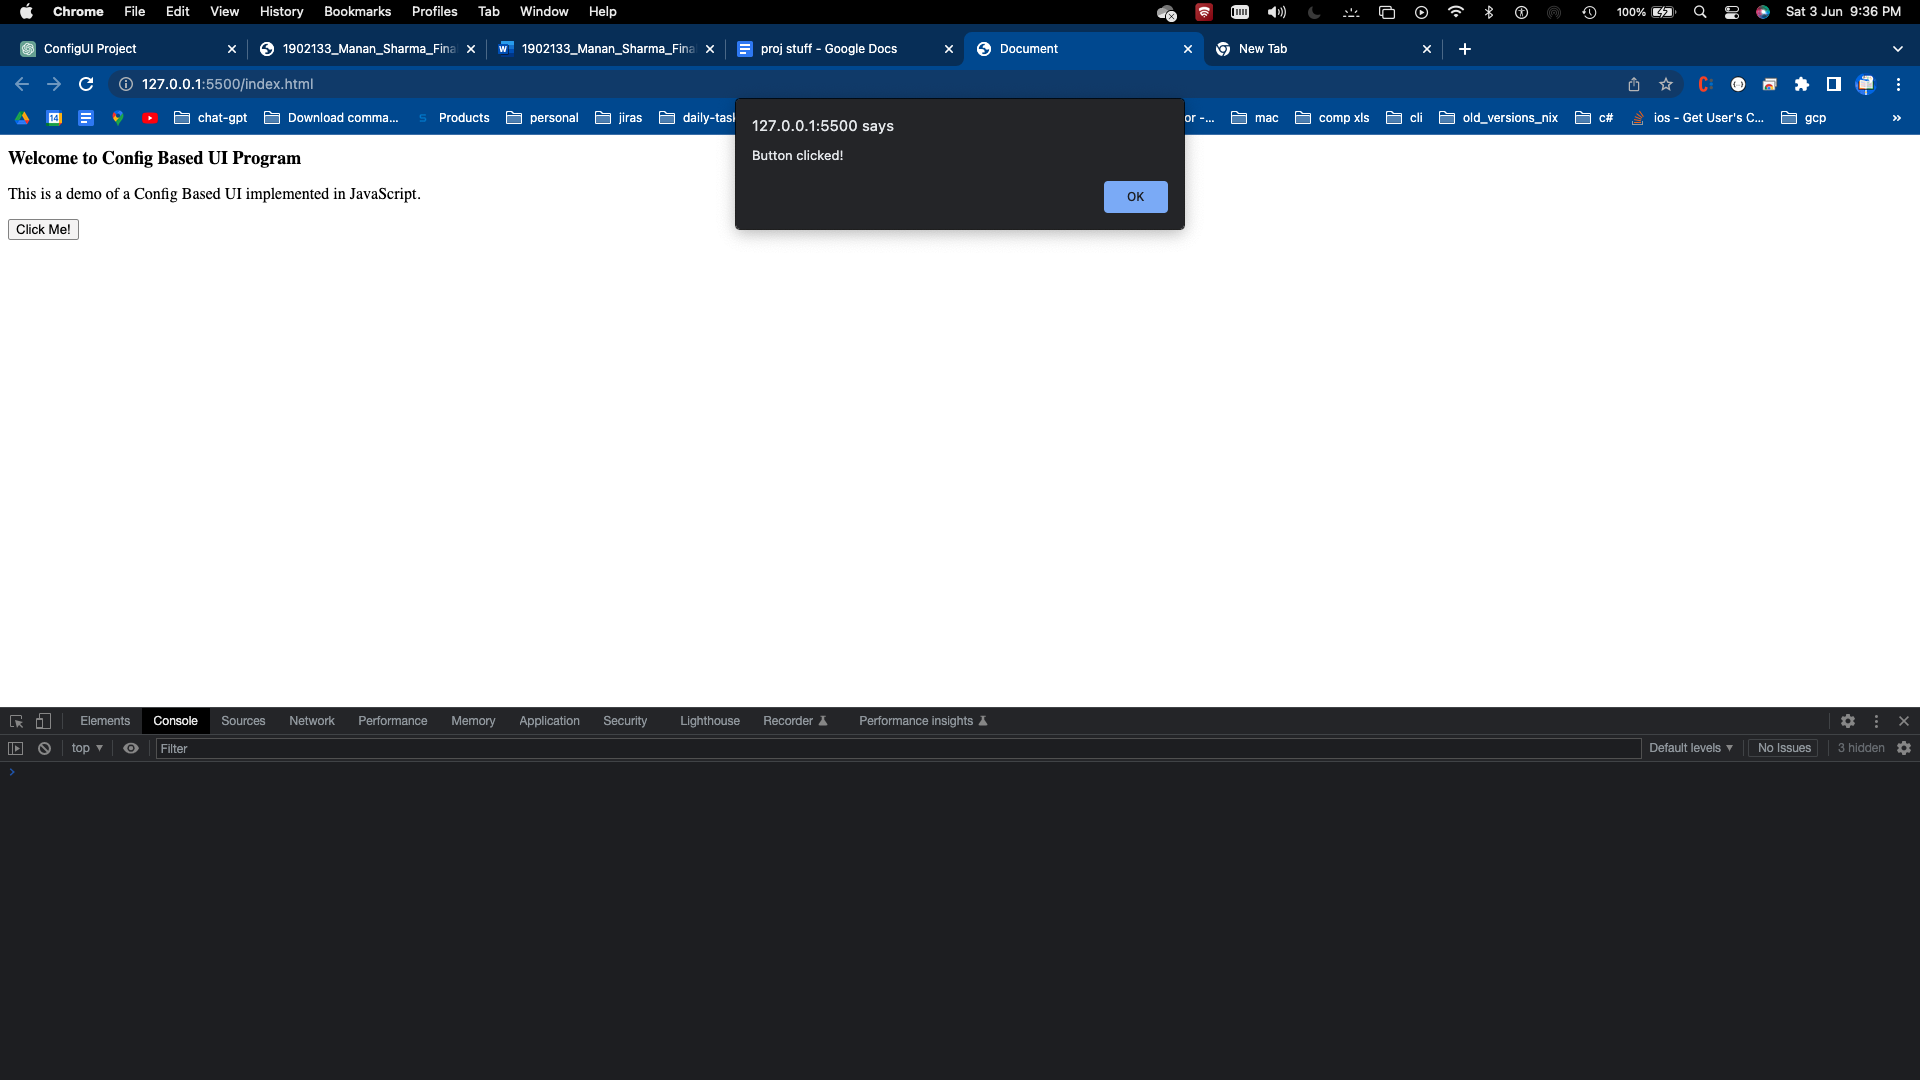 Chrome File Edit View History Bookmarks Profiles Tab Window Help 100% Sat 3 Jun 9:36 PM
ConfigUI Project 1902133_Manan_Sharma_Fina 1902133_Manan_Sharma_Fina proj stuff - Google Docs Document New Tab
127.0.0.1:5500/index.html
14 chat-gpt Download comma... Products personal jiras daily-task or -... mac comp xls cli old_versions_nix c# ios - Get User's C... gcp »
127.0.0.1:5500 says
Button clicked!
OK
Welcome to Config Based UI Program
This is a demo of a Config Based UI implemented in JavaScript.
Click Me!
Elements Console Sources Network Performance Memory Application Security Lighthouse Recorder Performance insights
top Filter Default levels No Issues 3 hidden